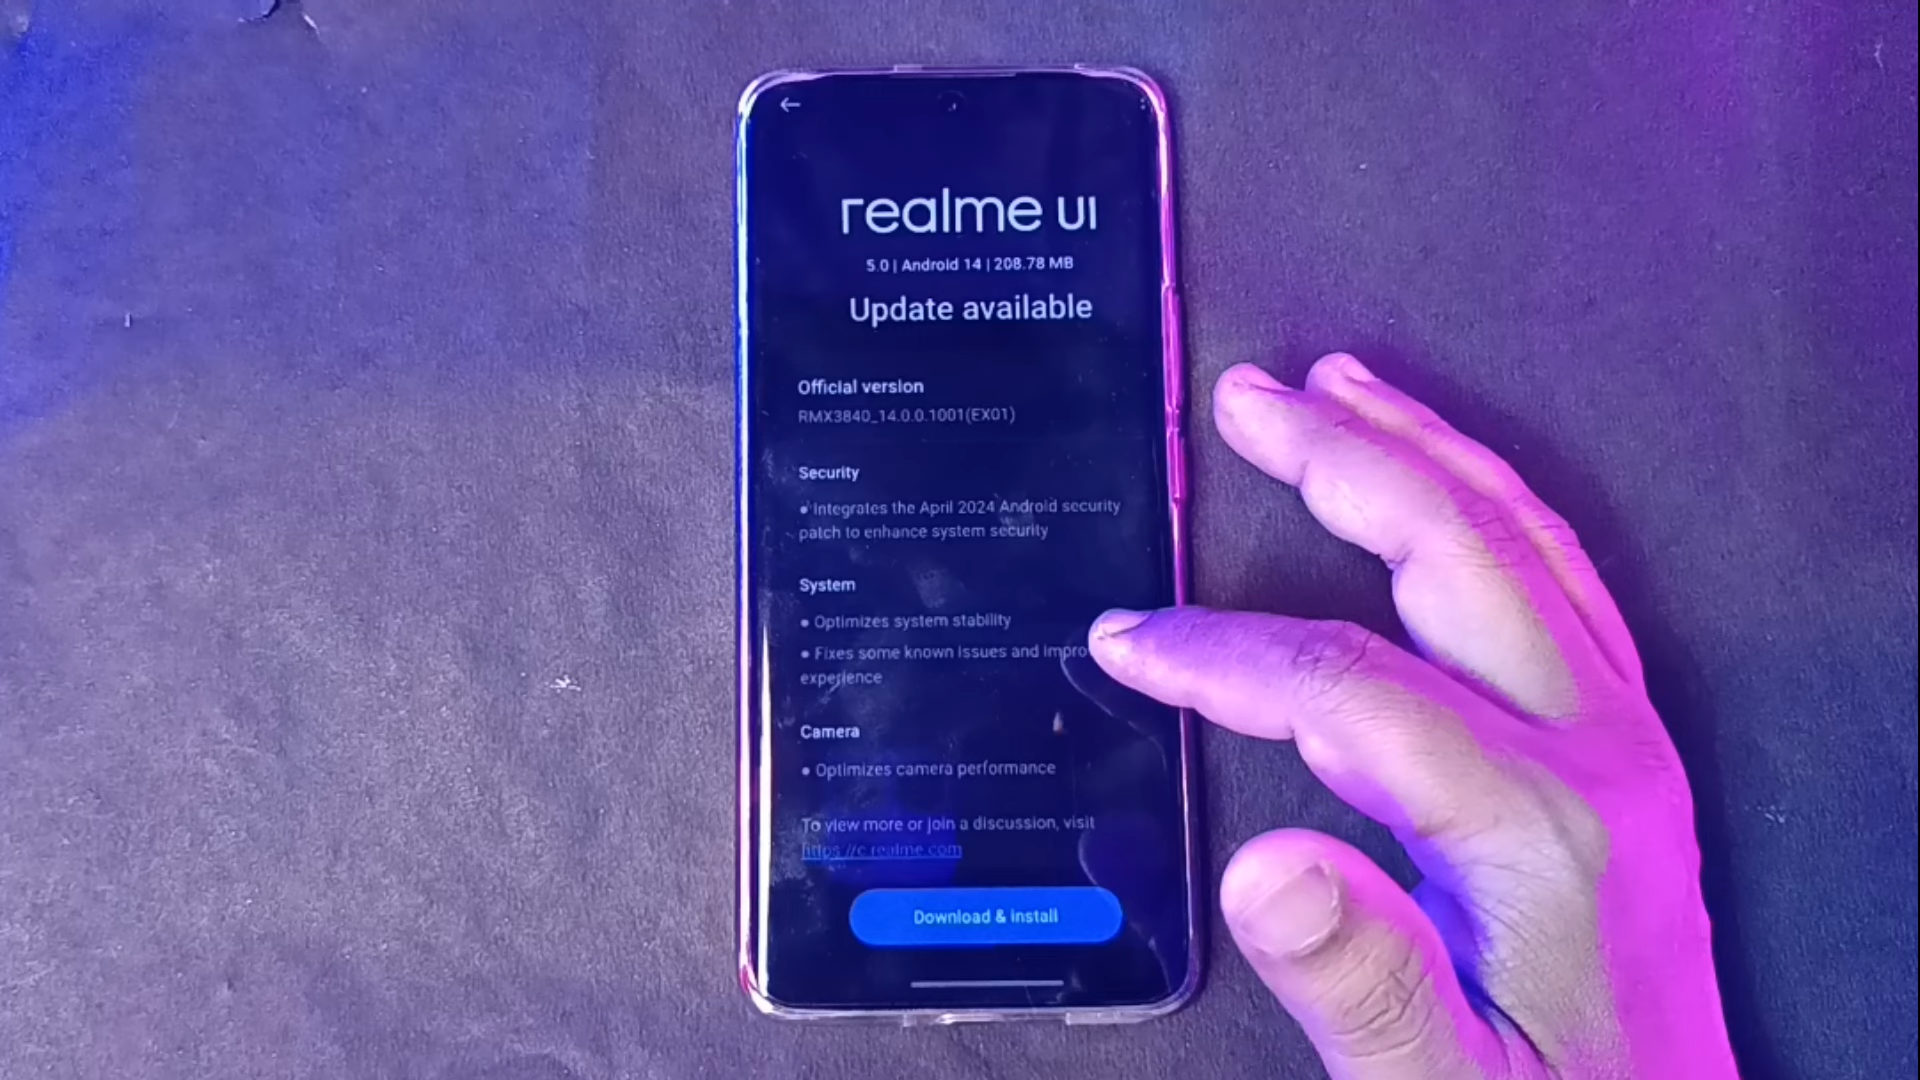 realme UI
5.0 | Android 14 | 208.78 MB
Update available
Official version
RMX3840_14.0.0.1001(EX01)
Security
● Integrates the April 2024 Android security
patch to enhance system security
System
● Optimizes system stability
● Fixes some known issues and impro
experience
Camera
● Optimizes camera performance
To view more or join a discussion, visit
https://c.realme.com
Download & install